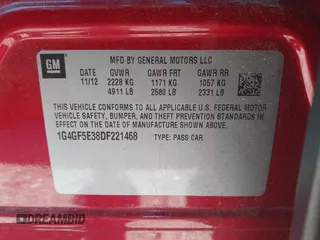 GM
MFD BY GENERAL MOTORS LLC
11/12 GVWR GAWR FRT GAWR RR
2228 KG 1171 KG 1057 KG
4911 LB 2580 LB 2331 LB
THIS VEHICLE CONFORMS TO ALL APPLICABLE U.S. FEDERAL MOTOR
VEHICLE SAFETY, BUMPER, AND THEFT PREVENTION STANDARDS
IN EFFECT ON THE DATE OF MANUFACTURE SHOWN ABOVE.
1G4GF5E38DF221468 TYPE: PASS CAR
DREAMBID